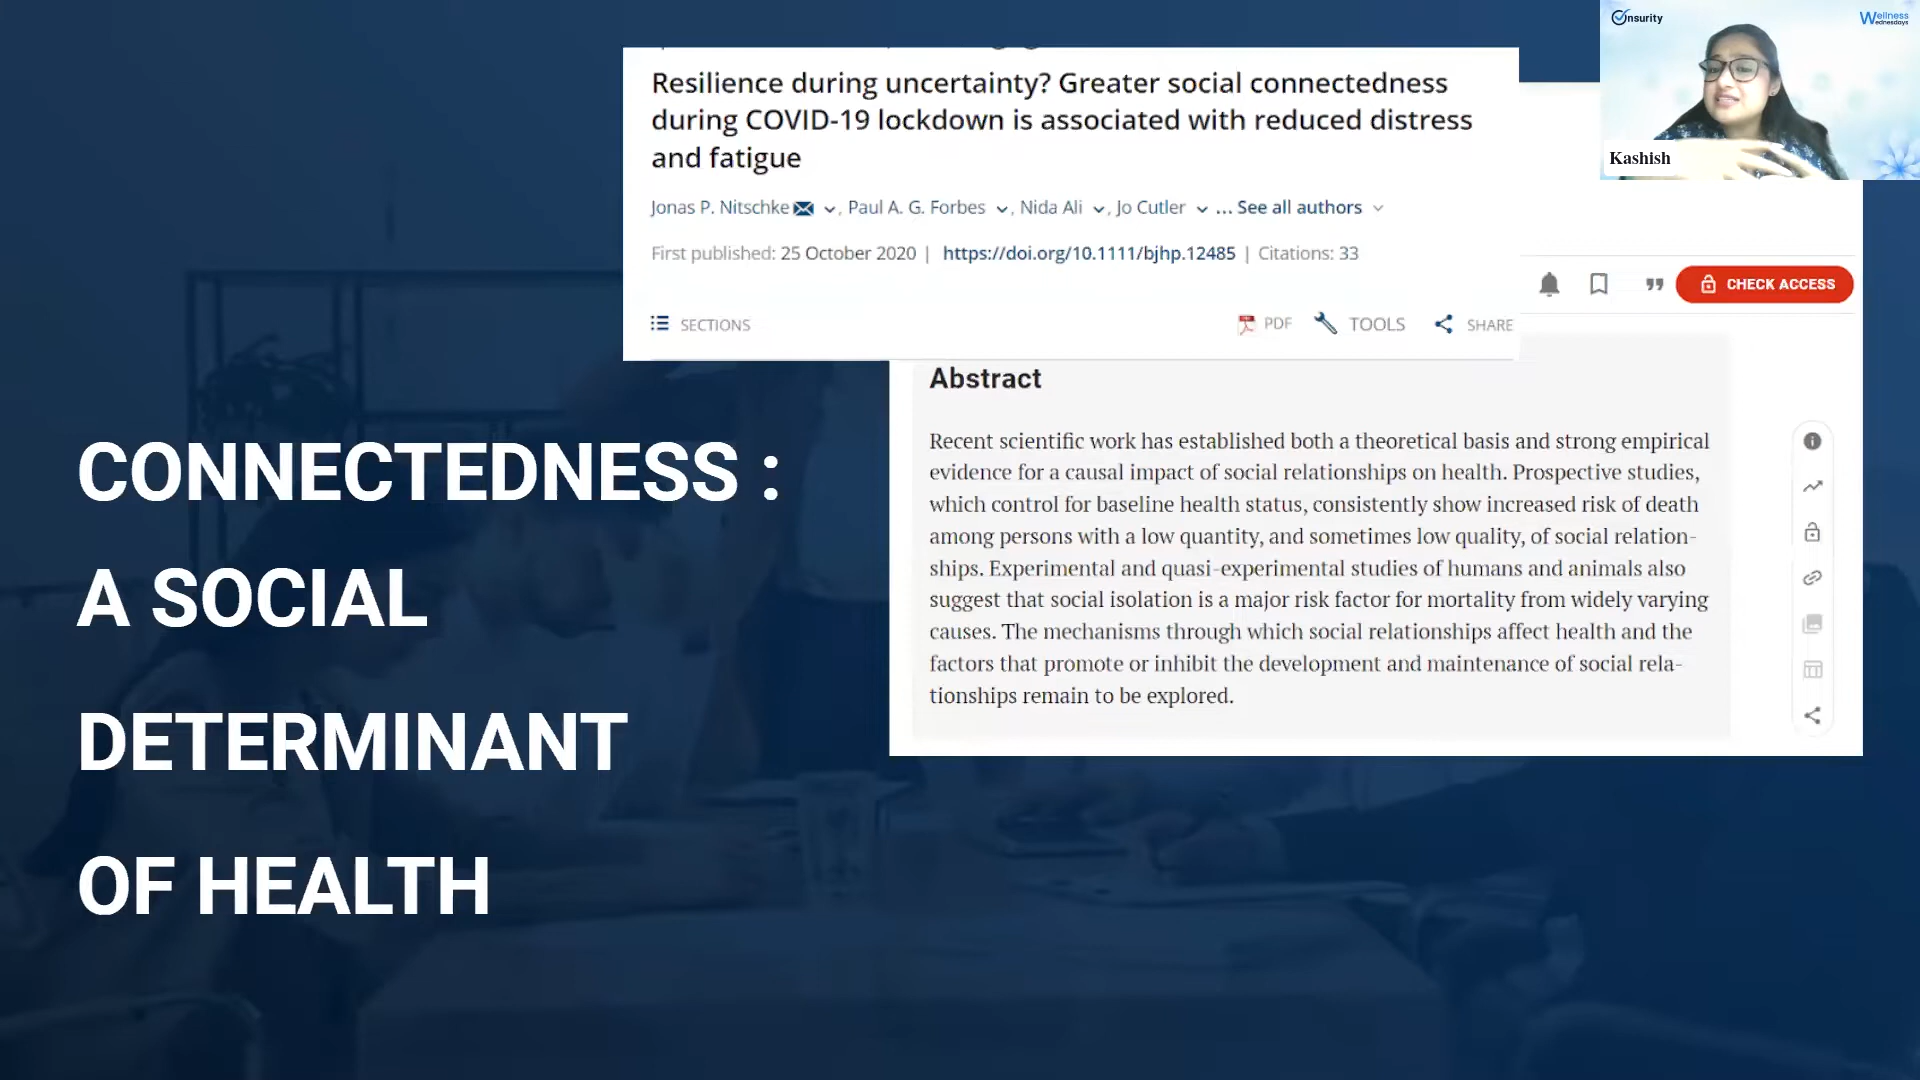 Onsurity
Wellness
Wednesdays
Kashish
Resilience during uncertainty? Greater social connectedness
during COVID-19 lockdown is associated with reduced distress
and fatigue
Jonas P. Nitschke , Paul A. G. Forbes , Nida Ali , Jo Cutler ... See all authors
First published: 25 October 2020 | https://doi.org/10.1111/bjhp.12485 | Citations: 33
SECTIONS PDF TOOLS SHARE
CHECK ACCESS
Abstract
Recent scientific work has established both a theoretical basis and strong empirical
evidence for a causal impact of social relationships on health. Prospective studies,
which control for baseline health status, consistently show increased risk of death
among persons with a low quantity, and sometimes low quality, of social relation-
ships. Experimental and quasi-experimental studies of humans and animals also
suggest that social isolation is a major risk factor for mortality from widely varying
causes. The mechanisms through which social relationships affect health and the
factors that promote or inhibit the development and maintenance of social rela-
tionships remain to be explored.
CONNECTEDNESS :
A SOCIAL
DETERMINANT
OF HEALTH